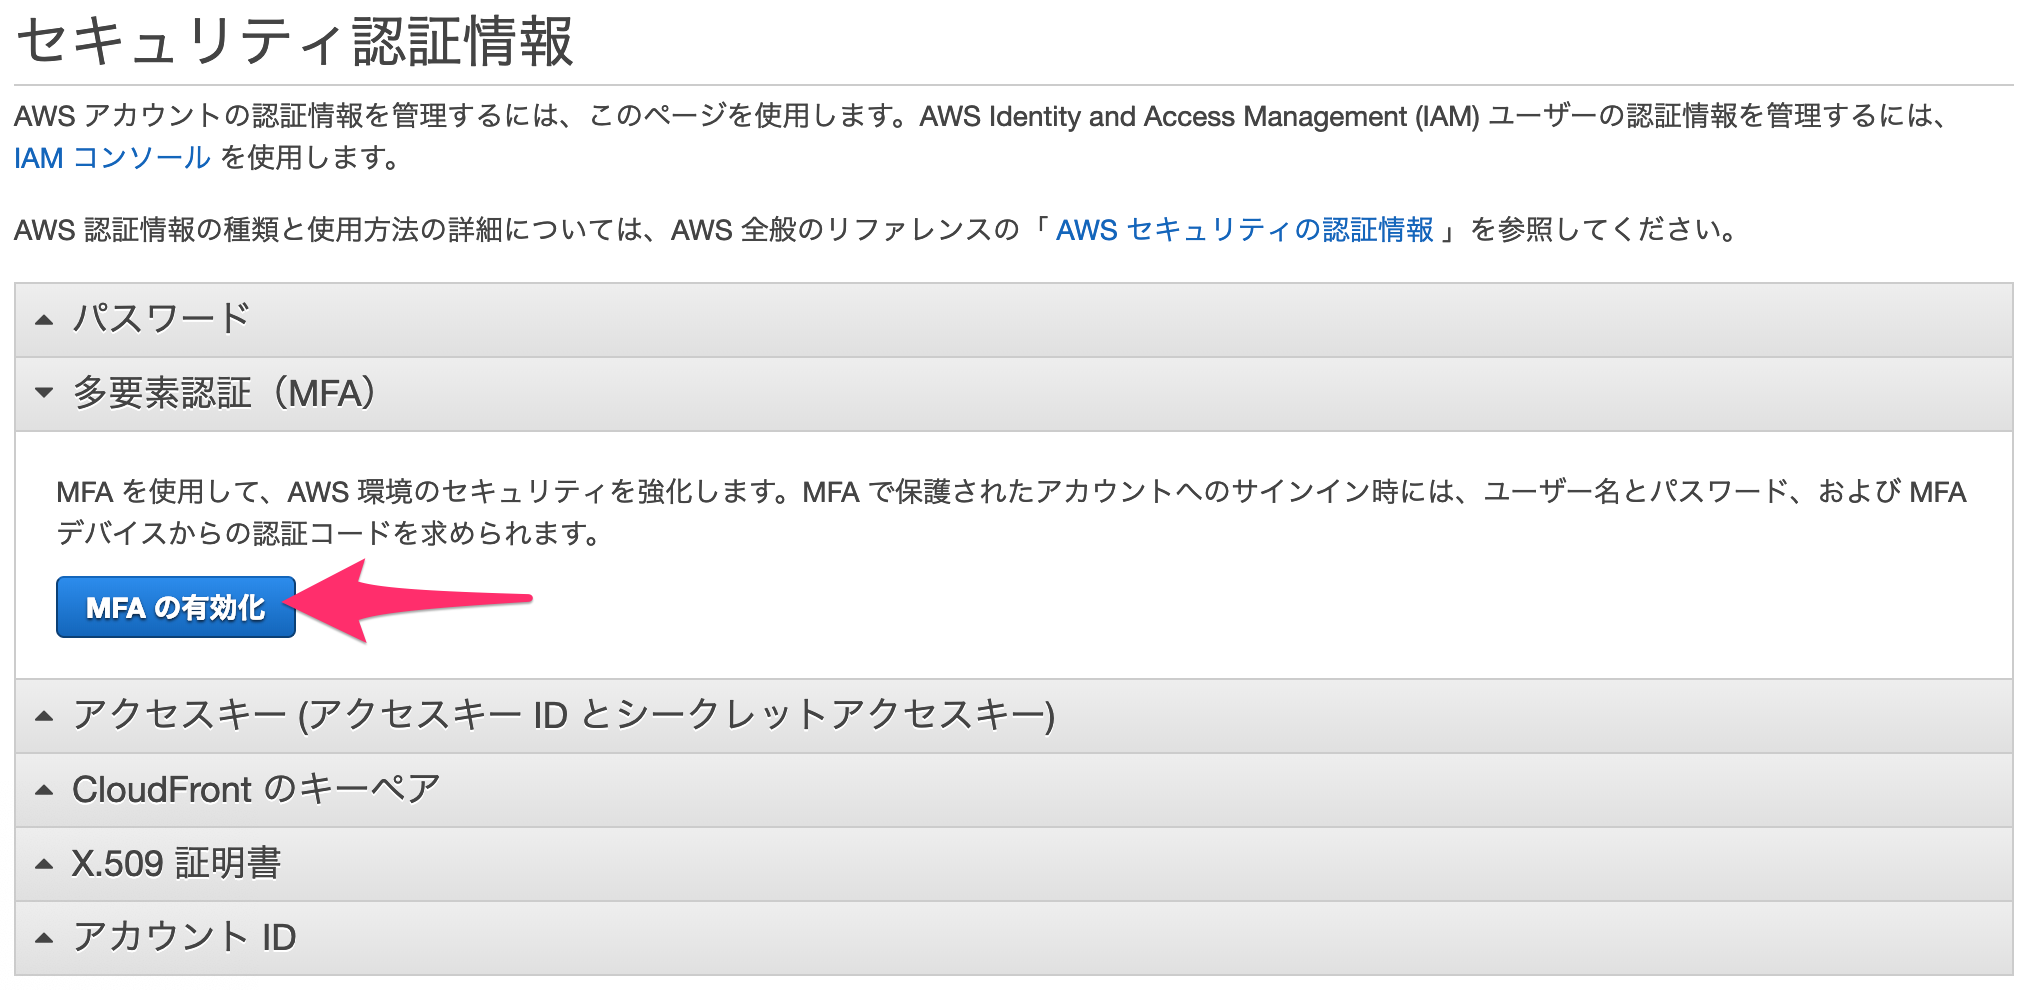 セキュリティ認証情報
AWS アカウントの認証情報を管理するには、このページを使用します。AWS Identity and Access Management (IAM) ユーザーの認証情報を管理するには、
IAM コンソール を使用します。
AWS 認証情報の種類と使用方法の詳細については、AWS 全般のリファレンスの「 AWS セキュリティの認証情報 」を参照してください。
パスワード
多要素認証（MFA）
MFA を使用して、AWS 環境のセキュリティを強化します。MFA で保護されたアカウントへのサインイン時には、ユーザー名とパスワード、および MFA
デバイスからの認証コードを求められます。
MFA の有効化
アクセスキー (アクセスキー ID とシークレットアクセスキー)
CloudFront のキーペア
X.509 証明書
アカウント ID